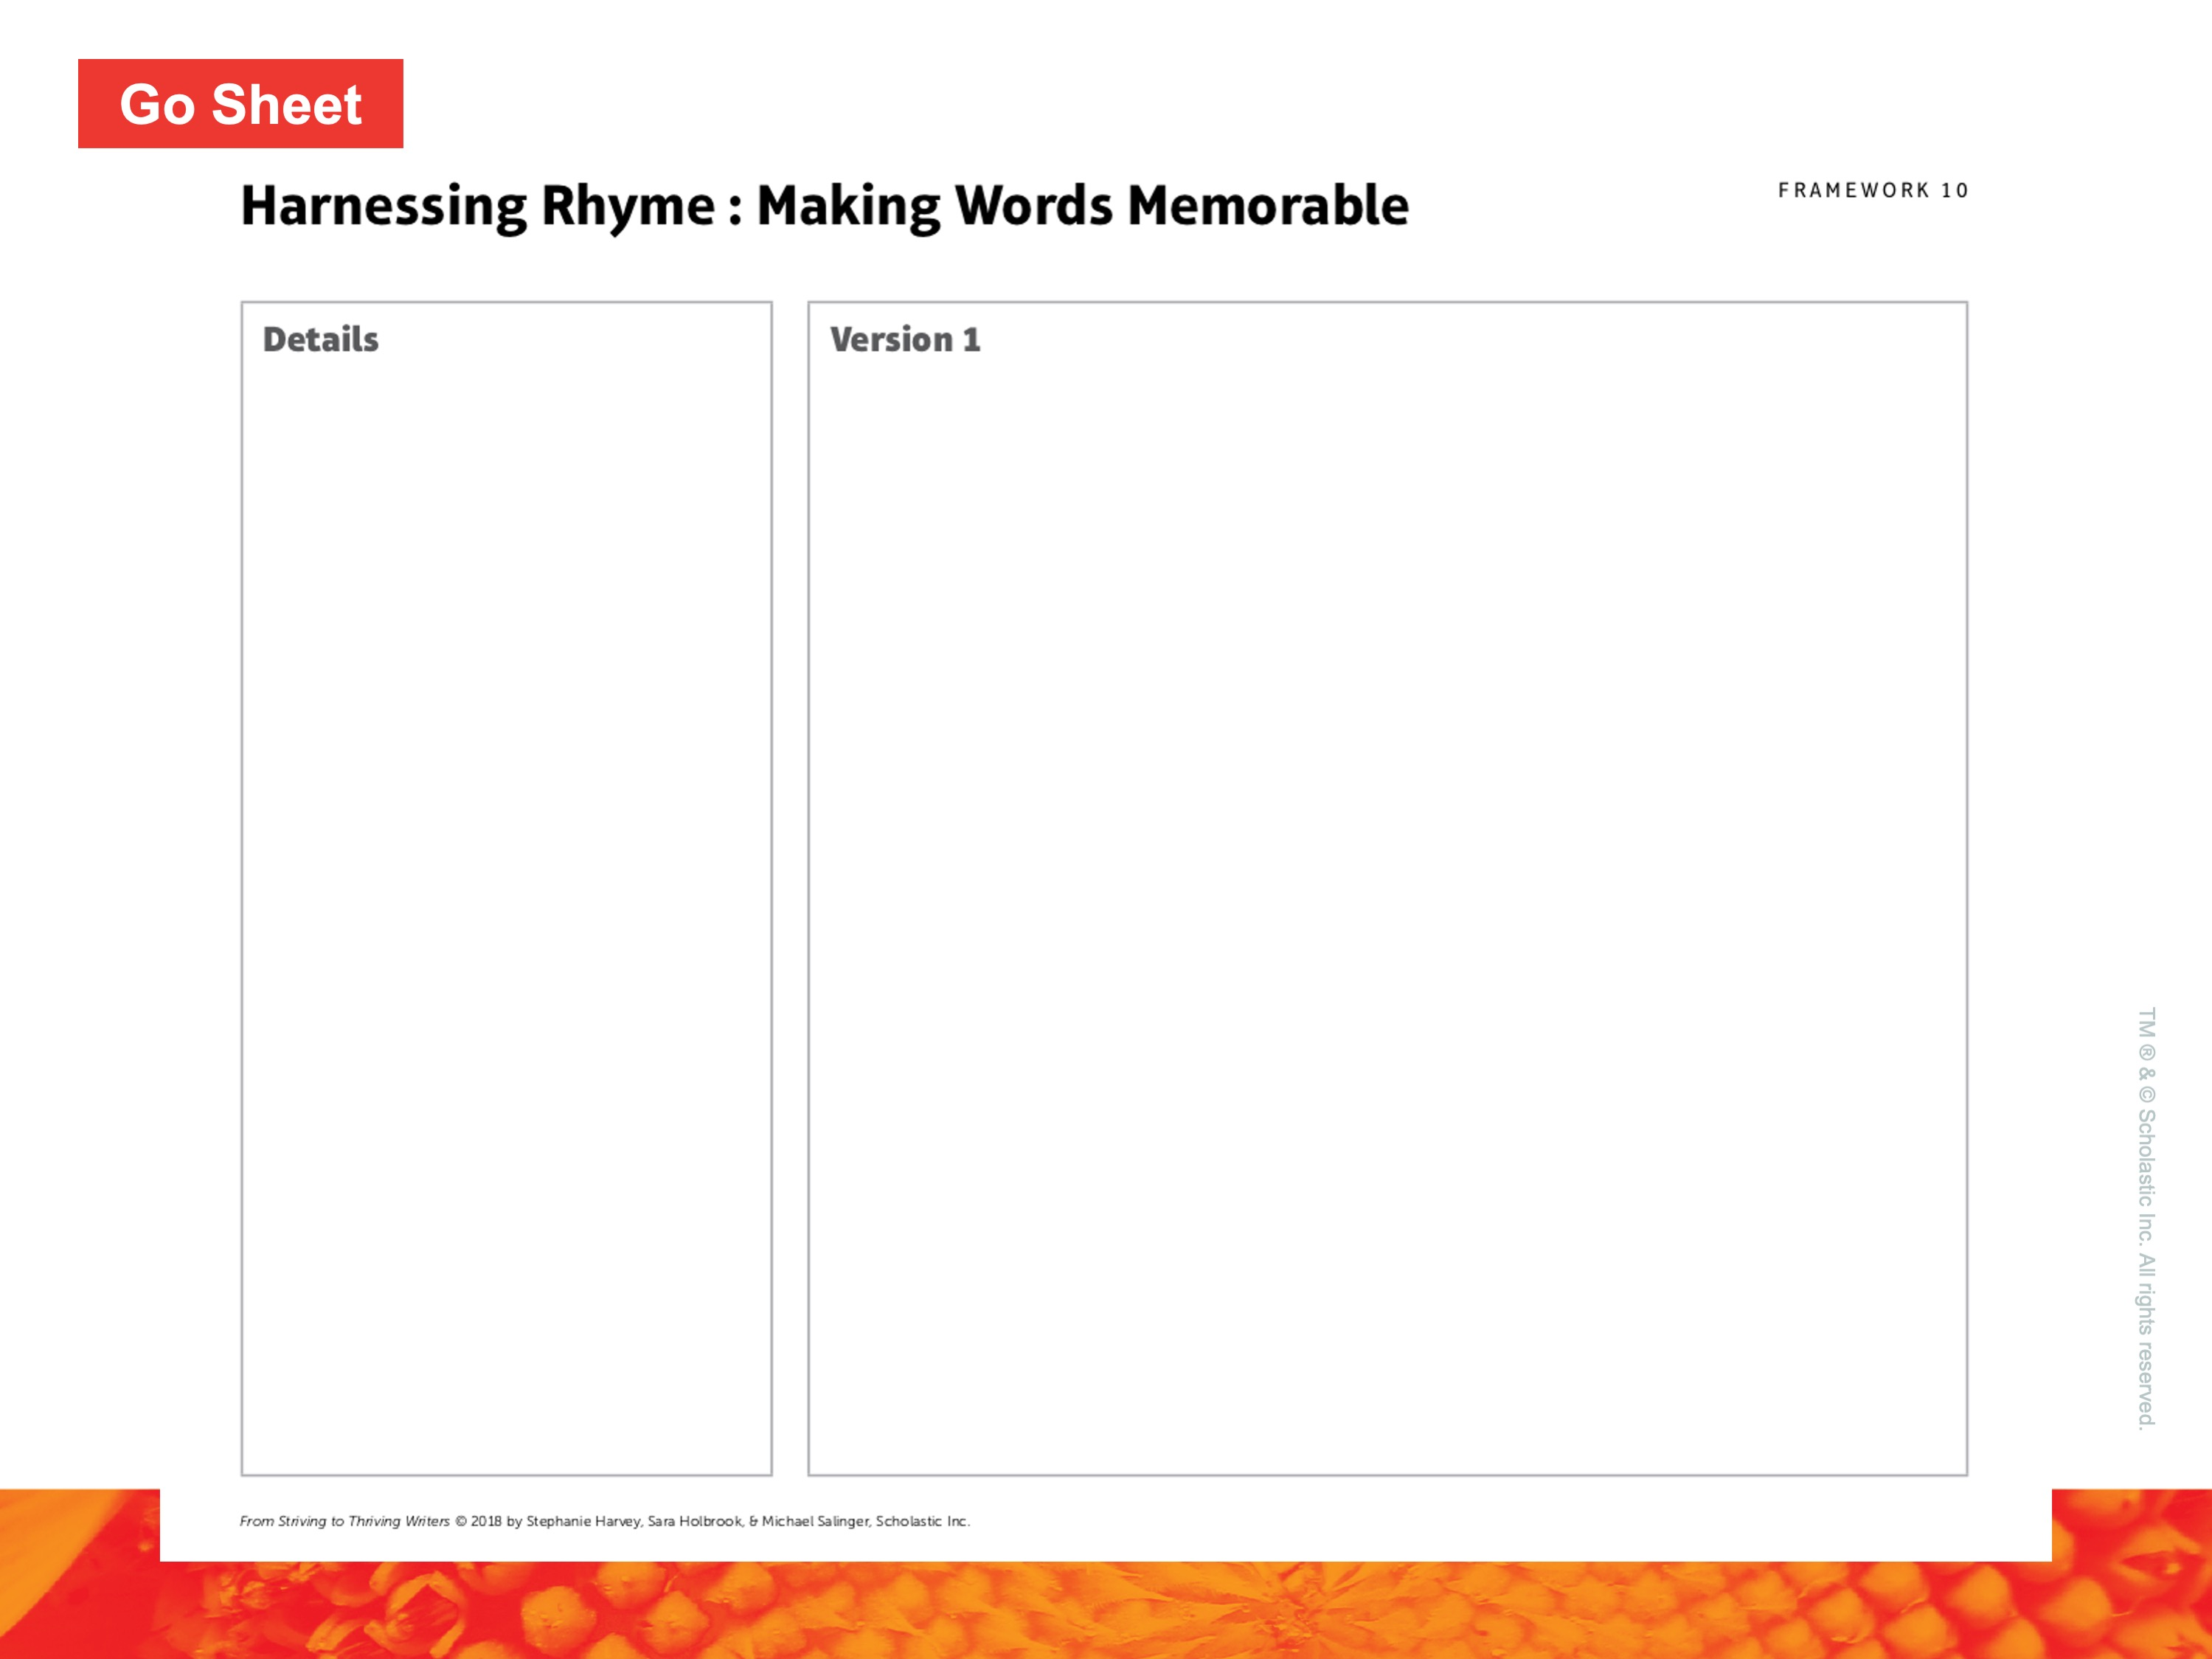 Go Sheet
Harnessing Rhyme : Making Words Memorable
FRAMEWORK 10
Details
Version 1
From Striving to Thriving Writers © 2018 by Stephanie Harvey, Sara Holbrook, & Michael Salinger, Scholastic Inc.
TM ® & © Scholastic Inc. All rights reserved.